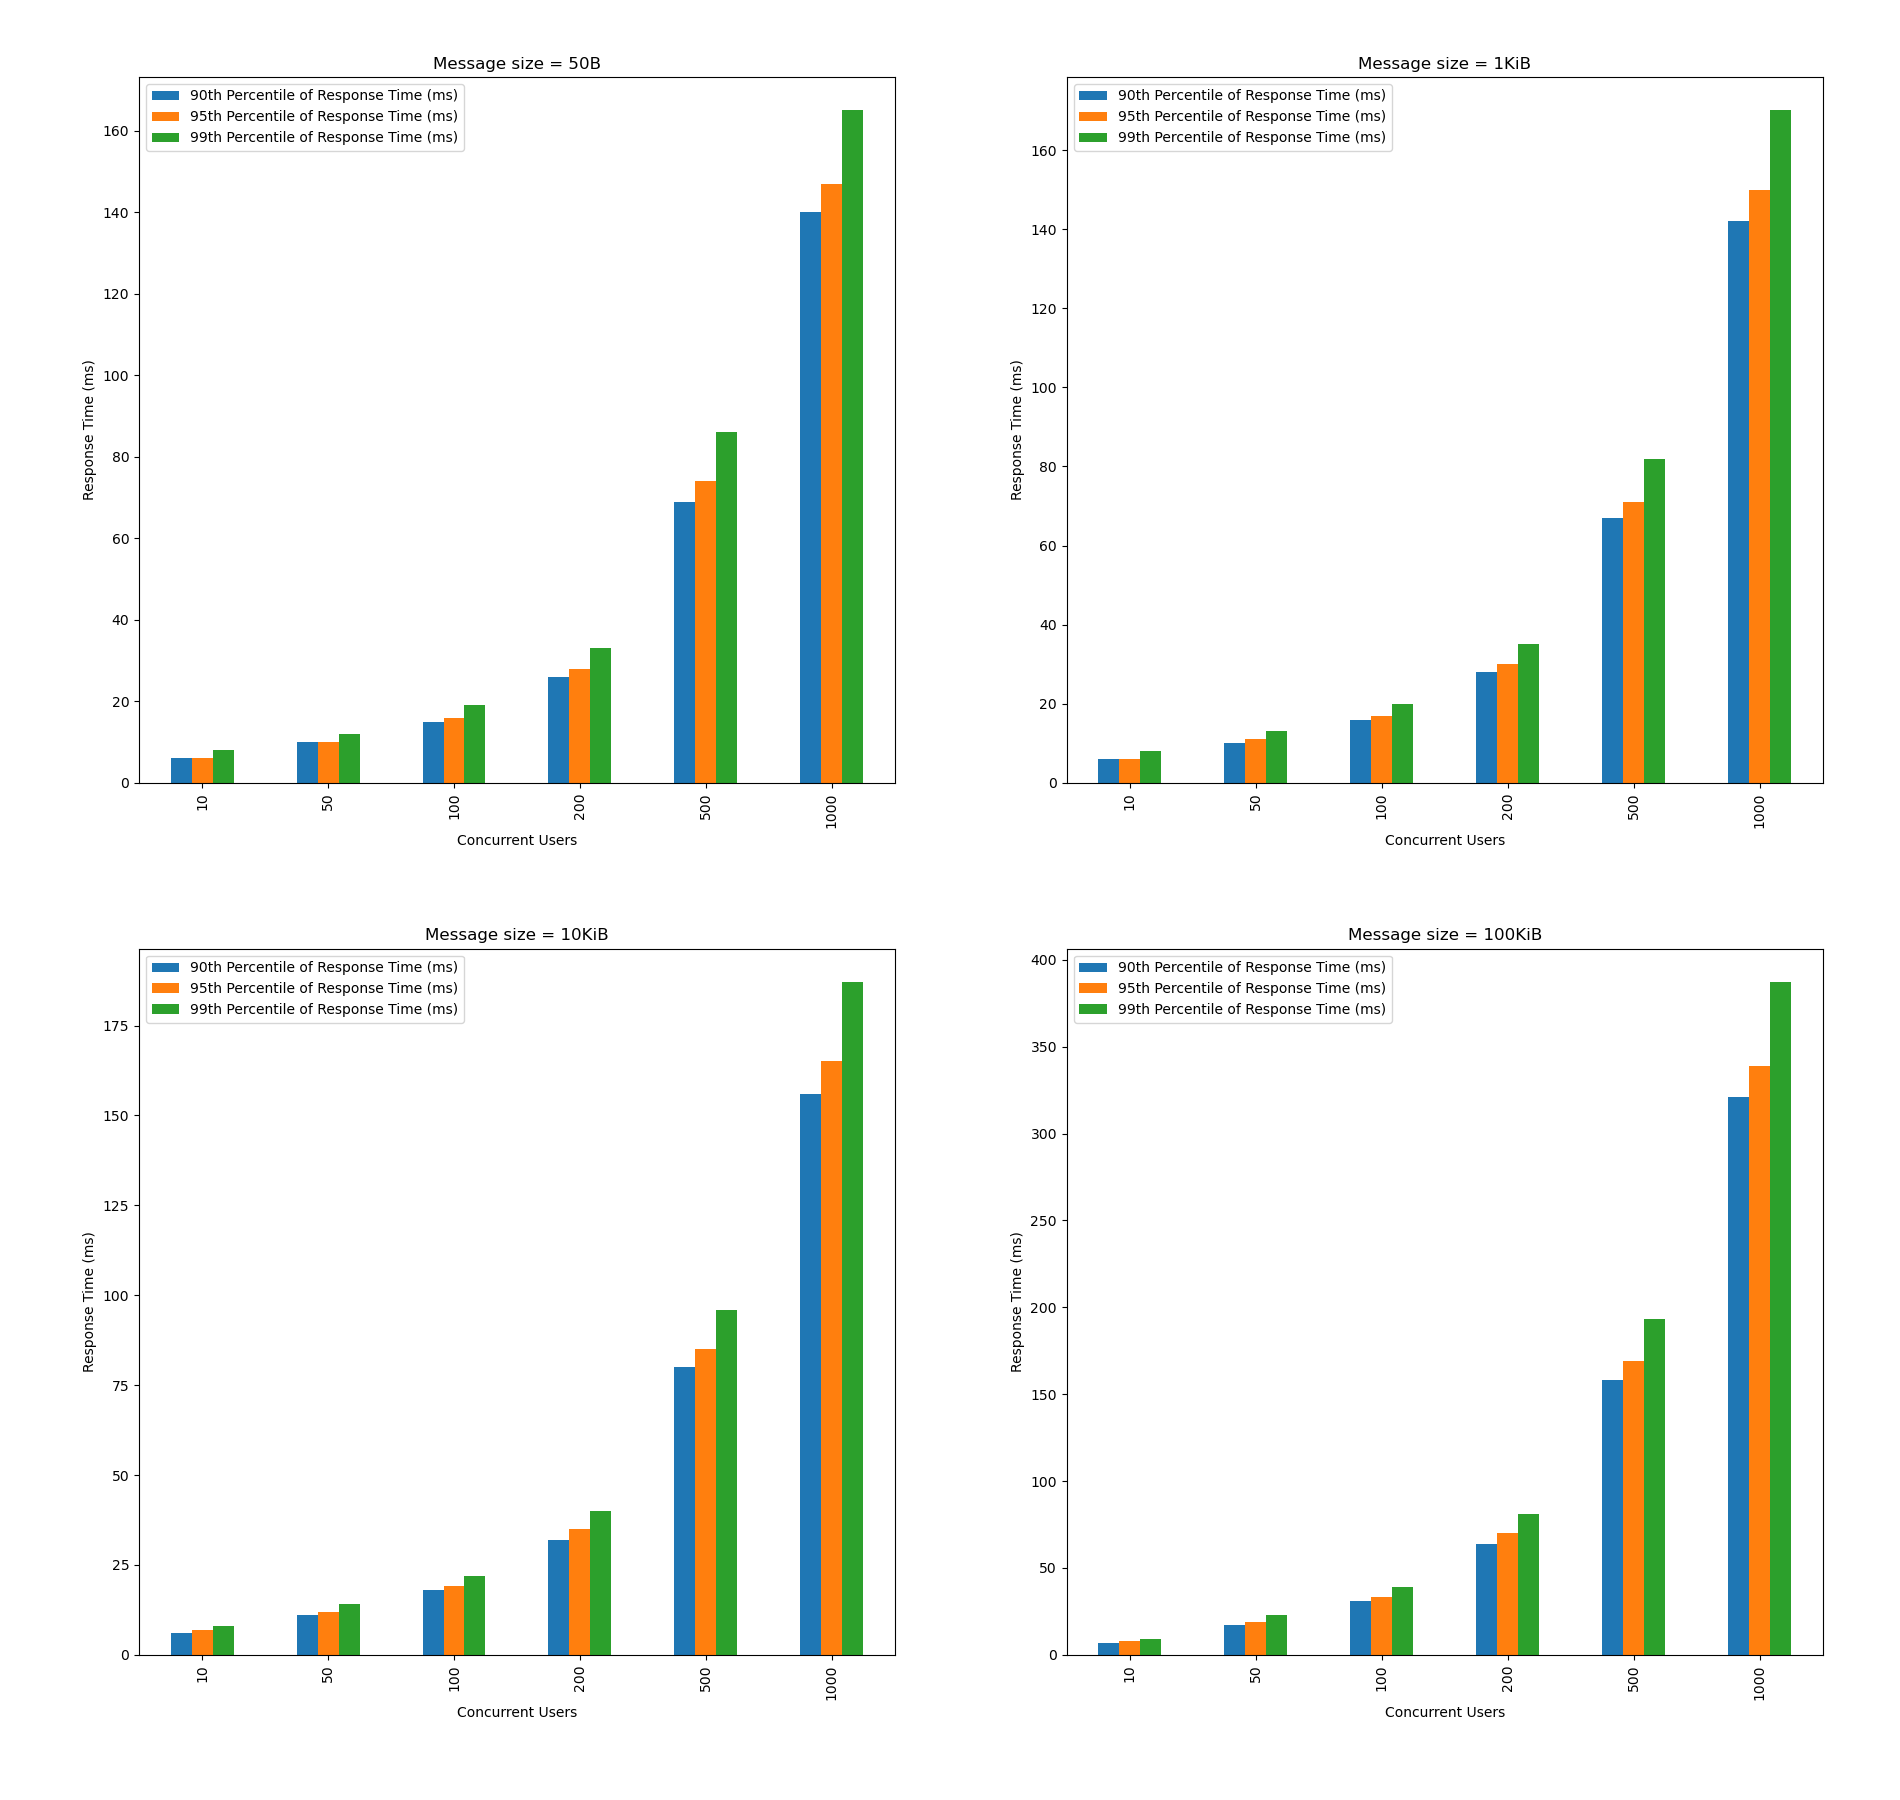 Message size = 50B
90th Percentile of Response Time (ms)
95th Percentile of Response Time (ms)
99th Percentile of Response Time (ms)
160
140
120
100
80
60
40
20
0
Response Time (ms)
10
50
100
200
500
1000
Concurrent Users
Message size = 1KiB
90th Percentile of Response Time (ms)
95th Percentile of Response Time (ms)
99th Percentile of Response Time (ms)
160
140
120
100
80
60
40
20
0
Response Time (ms)
10
50
100
200
500
1000
Concurrent Users
Message size = 10KiB
90th Percentile of Response Time (ms)
95th Percentile of Response Time (ms)
99th Percentile of Response Time (ms)
175
150
125
100
75
50
25
0
Response Time (ms)
10
50
100
200
500
1000
Concurrent Users
Message size = 100KiB
90th Percentile of Response Time (ms)
95th Percentile of Response Time (ms)
99th Percentile of Response Time (ms)
400
350
300
250
200
150
100
50
0
Response Time (ms)
10
50
100
200
500
1000
Concurrent Users